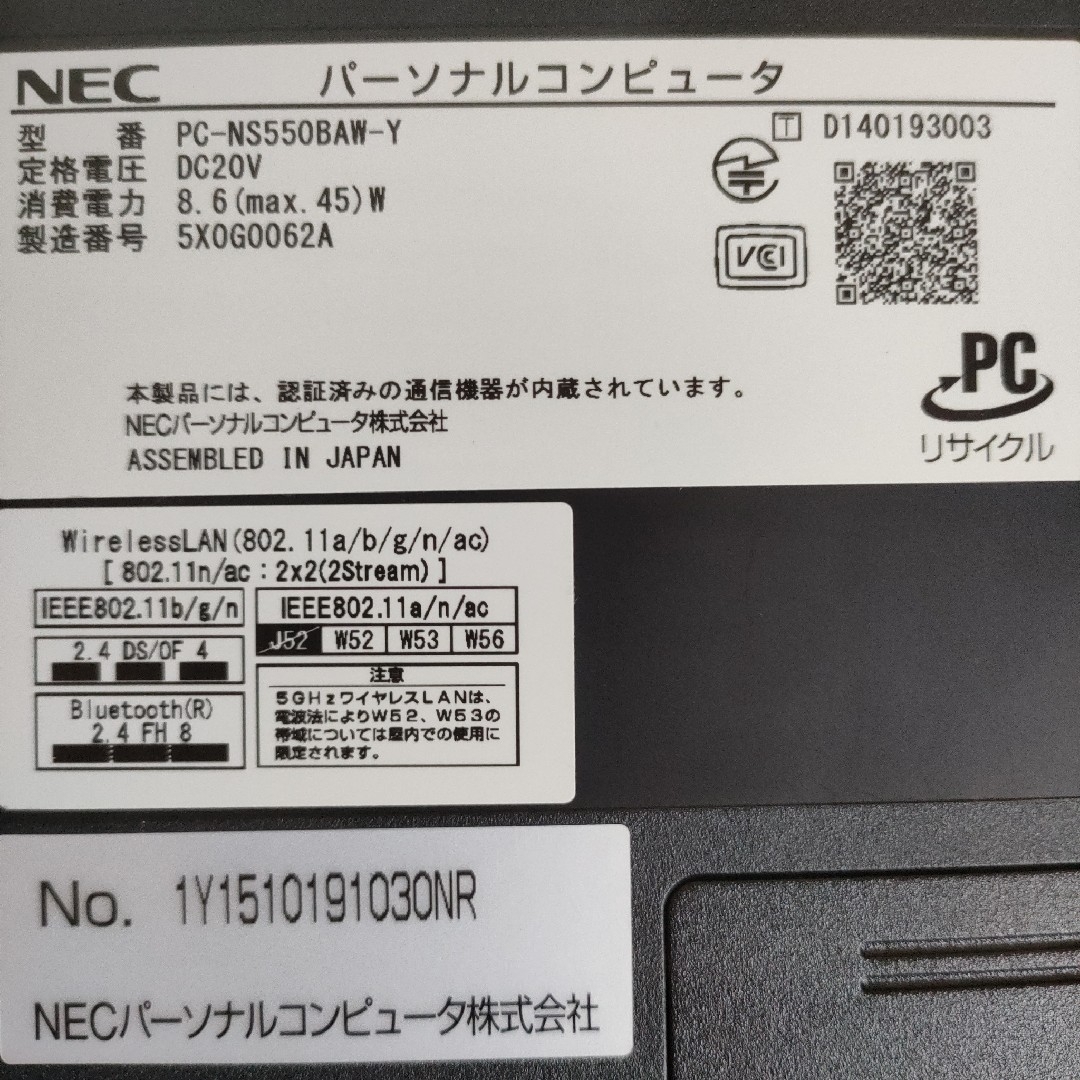 NEC パーソナルコンピュータ
型 番 PC-NS550BAW-Y
定格電圧 DC20V
消費電力 8.6(max.45)W
製造番号 5X0G0062A
T D140193003
VCI
本製品には、認証済みの通信機器が内蔵されています。
NECパーソナルコンピュータ株式会社
ASSEMBLED IN JAPAN
PC
リサイクル
WirelessLAN(802.11a/b/g/n/ac)
[ 802.11n/ac : 2x2(2Stream) ]
IEEE802.11b/g/n
2.4 DS/OF 4
Bluetooth(R)
2.4 FH 8
IEEE802.11a/n/ac
J52 W52 W53 W56
注意
5GHzワイヤレスLANは、
電波法によりW52、W53の
帯域については屋内での使用に
限定されます。
No. 1Y1510191030NR
NECパーソナルコンピュータ株式会社